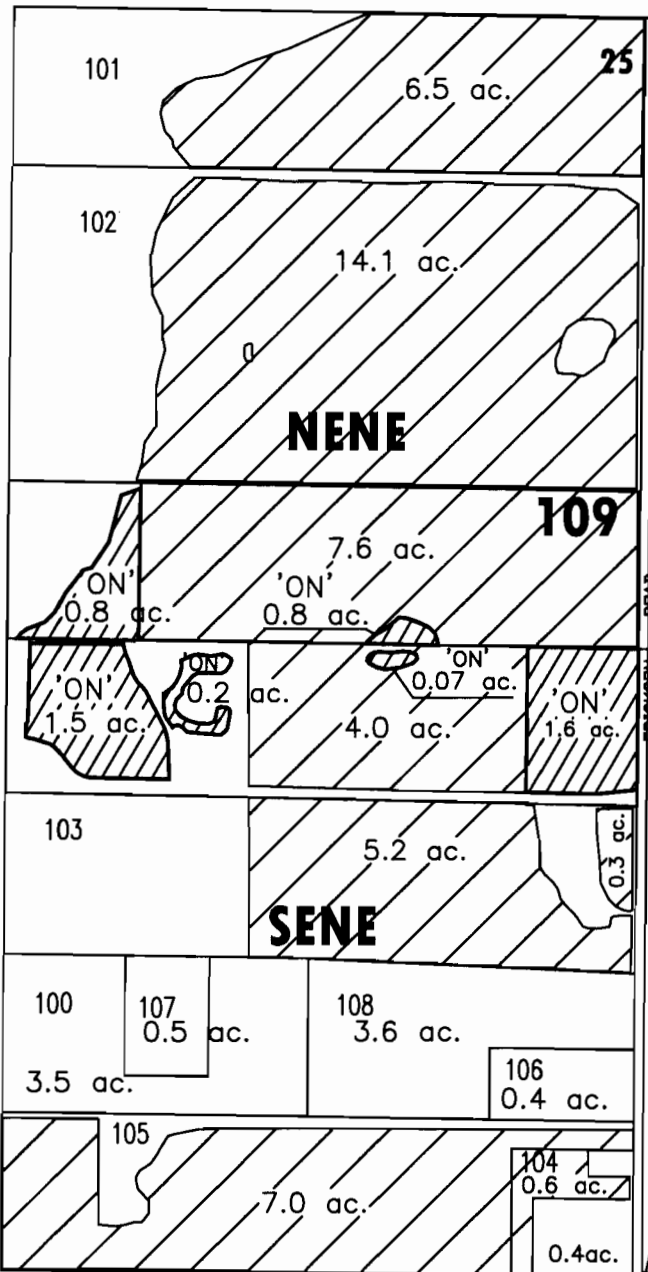 101
25
6.5 ac.
102
14.1 ac.
NENE
109
7.6 ac.
'ON'
0.8 ac.
'ON'
0.8 ac.
'ON'
0.2 ac.
'ON'
0.07 ac.
'ON'
1.5 ac.
4.0 ac.
'ON'
1.6 ac.
103
5.2 ac.
0.3 ac.
SENE
100
107
0.5 ac.
108
3.6 ac.
3.5 ac.
106
0.4 ac.
105
104
0.6 ac.
7.0 ac.
0.4ac.
ROAD